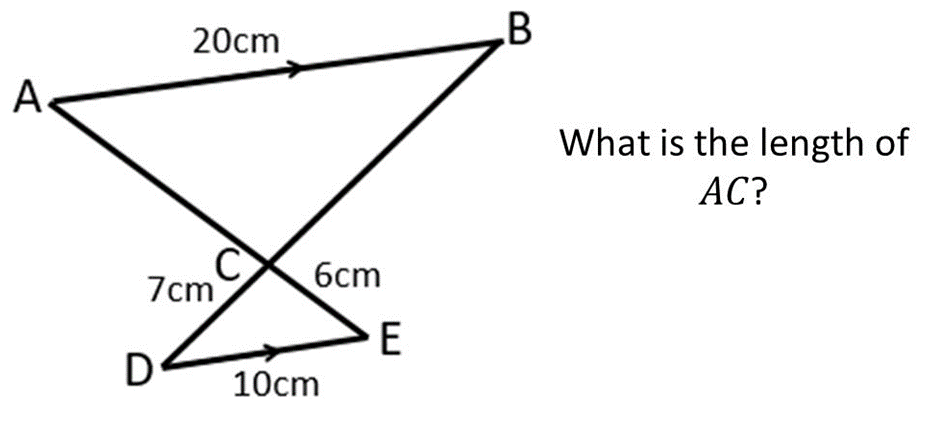 20cm
B
A
What is the length of
AC?
C
7cm
6cm
E
D
10cm